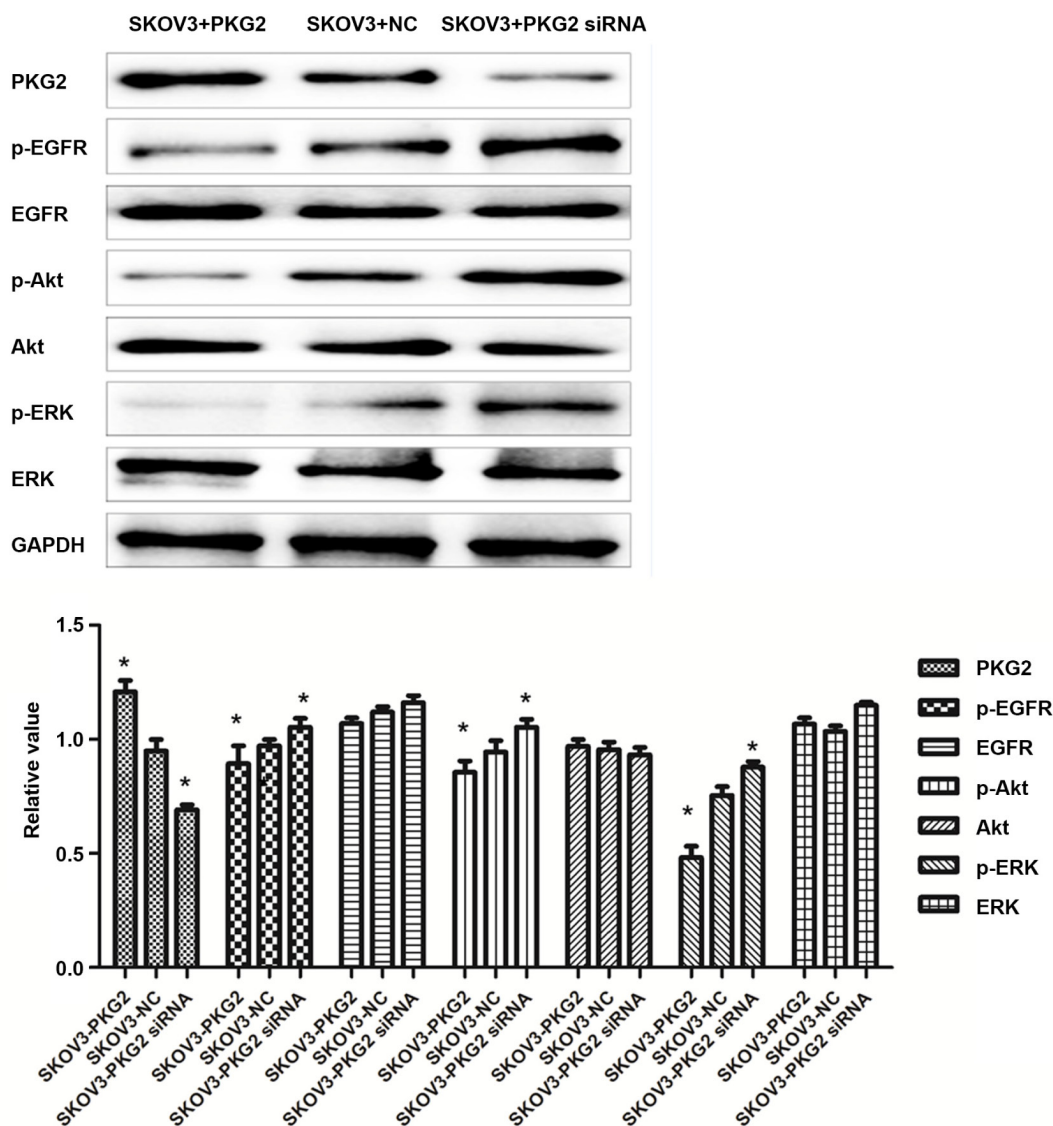 SKOV3+PKG2 SKOV3+NC SKOV3+PKG2 siRNA
PKG2
p-EGFR
EGFR
p-Akt
Akt
p-ERK
ERK
GAPDH
Relative value
1.5
1.0
0.5
0.0
* * * * * * * *
PKG2
p-EGFR
EGFR
p-Akt
Akt
p-ERK
ERK
SKOV3-PKG2
SKOV3-NC
SKOV3-PKG2 siRNA
SKOV3-PKG2
SKOV3-NC
SKOV3-PKG2 siRNA
SKOV3-PKG2
SKOV3-NC
SKOV3-PKG2 siRNA
SKOV3-PKG2
SKOV3-NC
SKOV3-PKG2 siRNA
SKOV3-PKG2
SKOV3-NC
SKOV3-PKG2 siRNA
SKOV3-PKG2
SKOV3-NC
SKOV3-PKG2 siRNA
SKOV3-PKG2
SKOV3-NC
SKOV3-PKG2 siRNA